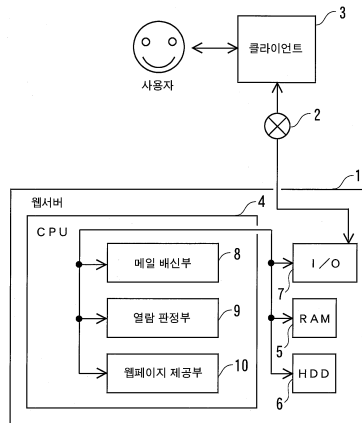 3
클라이언트
사용자
2
1
웹서버
4
CPU
메일 배신부
8
I/O
7
열람 판정부
9
RAM
5
웹페이지 제공부
10
HDD
6